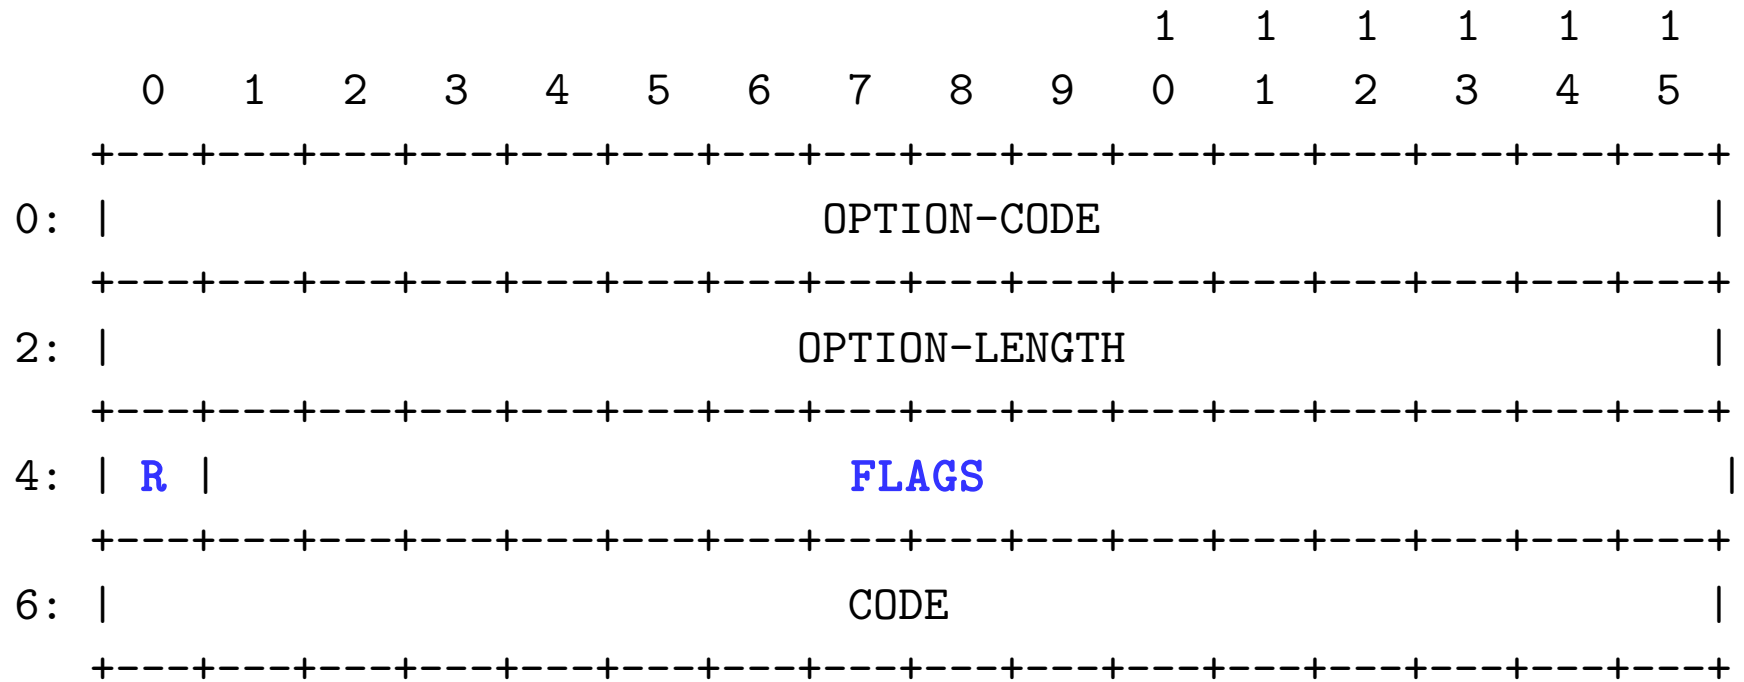 1   1   1   1   1   1
      0   1   2   3   4   5   6   7   8   9   0   1   2   3   4   5
    +---+---+---+---+---+---+---+---+---+---+---+---+---+---+---+---+
0: |                            OPTION-CODE                        |
    +---+---+---+---+---+---+---+---+---+---+---+---+---+---+---+---+
2: |                           OPTION-LENGTH                       |
    +---+---+---+---+---+---+---+---+---+---+---+---+---+---+---+---+
4: | R |                         FLAGS                             |
    +---+---+---+---+---+---+---+---+---+---+---+---+---+---+---+---+
6: |                             CODE                              |
    +---+---+---+---+---+---+---+---+---+---+---+---+---+---+---+---+